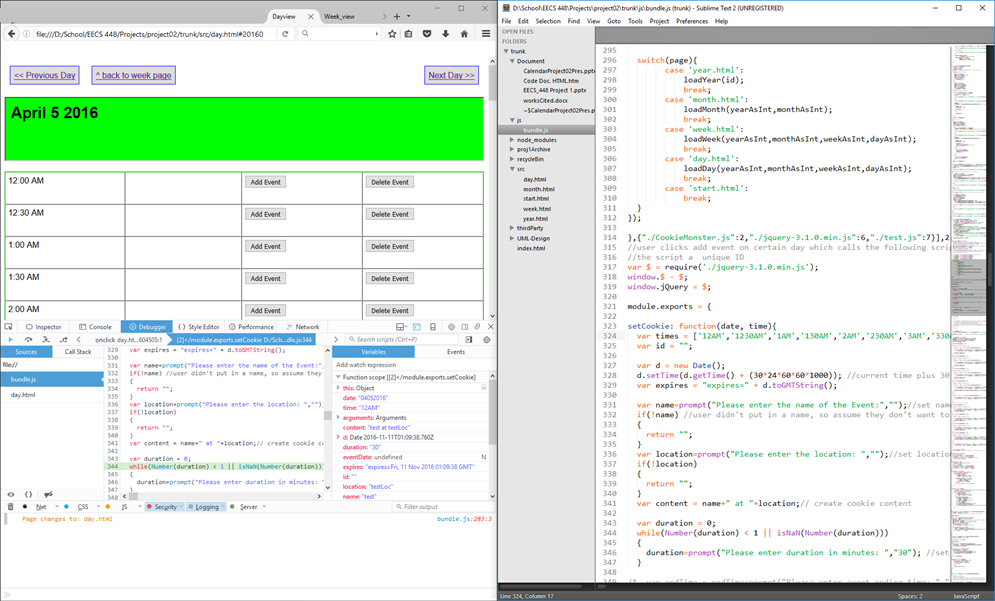 Dayview
Week_view
file:///D:/School/EECS 448/Projects/project02/trunk/src/day.html#20160
Search
<< Previous Day
^ back to week page
Next Day >>
April 5 2016
12:00 AM
Add Event
Delete Event
12:30 AM
Add Event
Delete Event
1:00 AM
Add Event
Delete Event
1:30 AM
Add Event
Delete Event
2:00 AM
Add Event
Delete Event
Inspector
Console
Debugger
{ } Style Editor
Performance
Network
onclick day.ht...604505:1
[2]</module.exports.setCookie D:/Sch...dle.js:344
Search scripts (Ctrl+P)
Sources
Call Stack
Variables
Events
file://
bundle.js
day.html
329 var expires = "expires=" + d.toGMTString();
330
331 var name=prompt("Please enter the name of the Event:",
332 if(!name) //user didn't put in a name, so assume they
333 {
334 return "";
335 }
336 var location=prompt("Please enter the location: ","")
337 if(!location)
338 {
339 return "";
340 }
341 var content = name+" at "+location;// create cookie co
342
343 var duration = 0;
344 while(Number(duration) < 1 || isNaN(Number(duration))
345 {
346 duration=prompt("Please enter duration in minutes: "
347 }
348
Add watch expression
Function scope [[2]</module.exports.setCookie]
this: Object
date: "04052016"
time: "12AM"
arguments: Arguments
content: "test at testLoc"
d: Date 2016-11-11T01:09:38.760Z
duration: "30"
eventDate: undefined
expires: "expires=Fri, 11 Nov 2016 01:09:38 GMT"
id: ""
location: "testLoc"
name: "test"
Net
CSS
JS
Security
Logging
Server
Filter output
Page changes to: day.html
bundle.js:283:3
D:\School\EECS 448\Projects\project02\trunk\js\bundle.js (trunk) - Sublime Text 2 (UNREGISTERED)
File Edit Selection Find View Goto Tools Project Preferences Help
OPEN FILES
FOLDERS
trunk
Document
CalendarProject02Pres.pptx
Code Doc. HTML.htm
EECS_448 Project 1.pptx
worksCited.docx
~$CalendarProject02Pres.p
js
bundle.js
node_modules
proj1Archive
recycleBin
src
day.html
month.html
start.html
week.html
year.html
thirdParty
UML-Design
index.html
295
296 switch(page){
297 case 'year.html':
298 loadYear(id);
299 break;
300 case 'month.html':
301 loadMonth(yearAsInt,monthAsInt);
302 break;
303 case 'week.html':
304 loadWeek(yearAsInt,monthAsInt,weekAsInt,dayAsInt);
305 break;
306 case 'day.html':
307 loadDay(yearAsInt,monthAsInt,weekAsInt,dayAsInt);
308 break;
309 case 'start.html':
310 break;
311 }
312 });
313
314 },{"./CookieMonster.js":2,"./jquery-3.1.0.min.js":6,"./test.js":7}],2
315 //user clicks add event on certain day which calls the following scri
316 //the script a unique ID
317 var $ = require('./jquery-3.1.0.min.js');
318 window.$ = $;
319 window.jQuery = $;
320
321 module.exports = {
322
323 setCookie: function(date, time){
324 var times = ['12AM','1230AM','1AM','130AM','2AM','230AM','3AM','330
325 var id = "";
326
327 var d = new Date();
328 d.setTime(d.getTime() + (30*24*60*60*1000)); //current time plus 30
329 var expires = "expires=" + d.toGMTString();
330
331 var name=prompt("Please enter the name of the Event:","");//set nam
332 if(!name) //user didn't put in a name, so assume they don't want to
333 {
334 return "";
335 }
336 var location=prompt("Please enter the location: ","");//set locatio
337 if(!location)
338 {
339 return "";
340 }
341 var content = name+" at "+location;// create cookie content
342
343 var duration = 0;
344 while(Number(duration) < 1 || isNaN(Number(duration)))
345 {
346 duration=prompt("Please enter duration in minutes: ","30"); //set
347 }
348
Line 324, Column 17
Spaces: 2
JavaScript